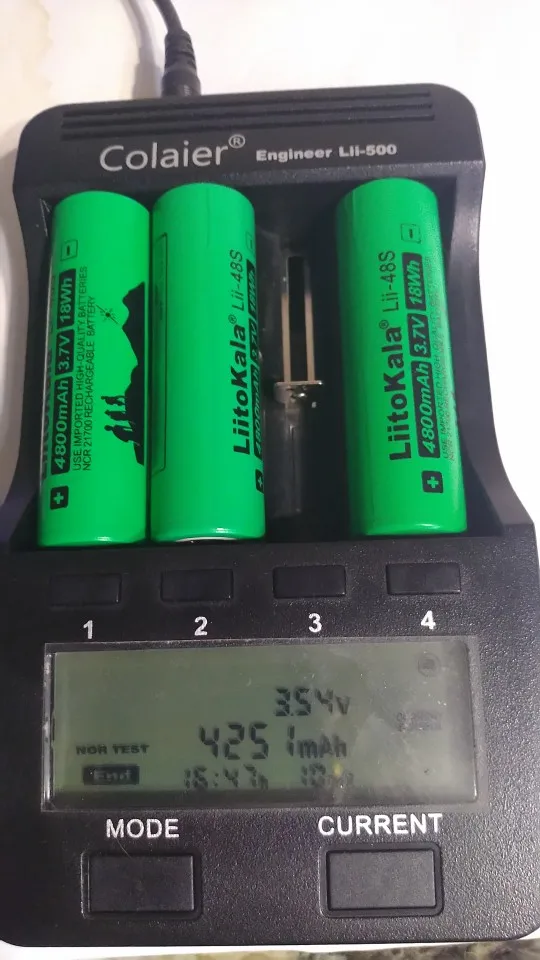 Colaier® Engineer Lii-500
4800mAh 3.7V 18Wh
USE IMPORTED HIGH-QUALITY BATTERIES
NCR 21700 RECHARGEABLE BATTERY
LiitoKala® Lii-48S
LiitoKala® Lii-48S
4800mAh 3.7V 18Wh
1 2 3 4
3.54V
4251mAh
NOR TEST
End
16:47h
MODE CURRENT